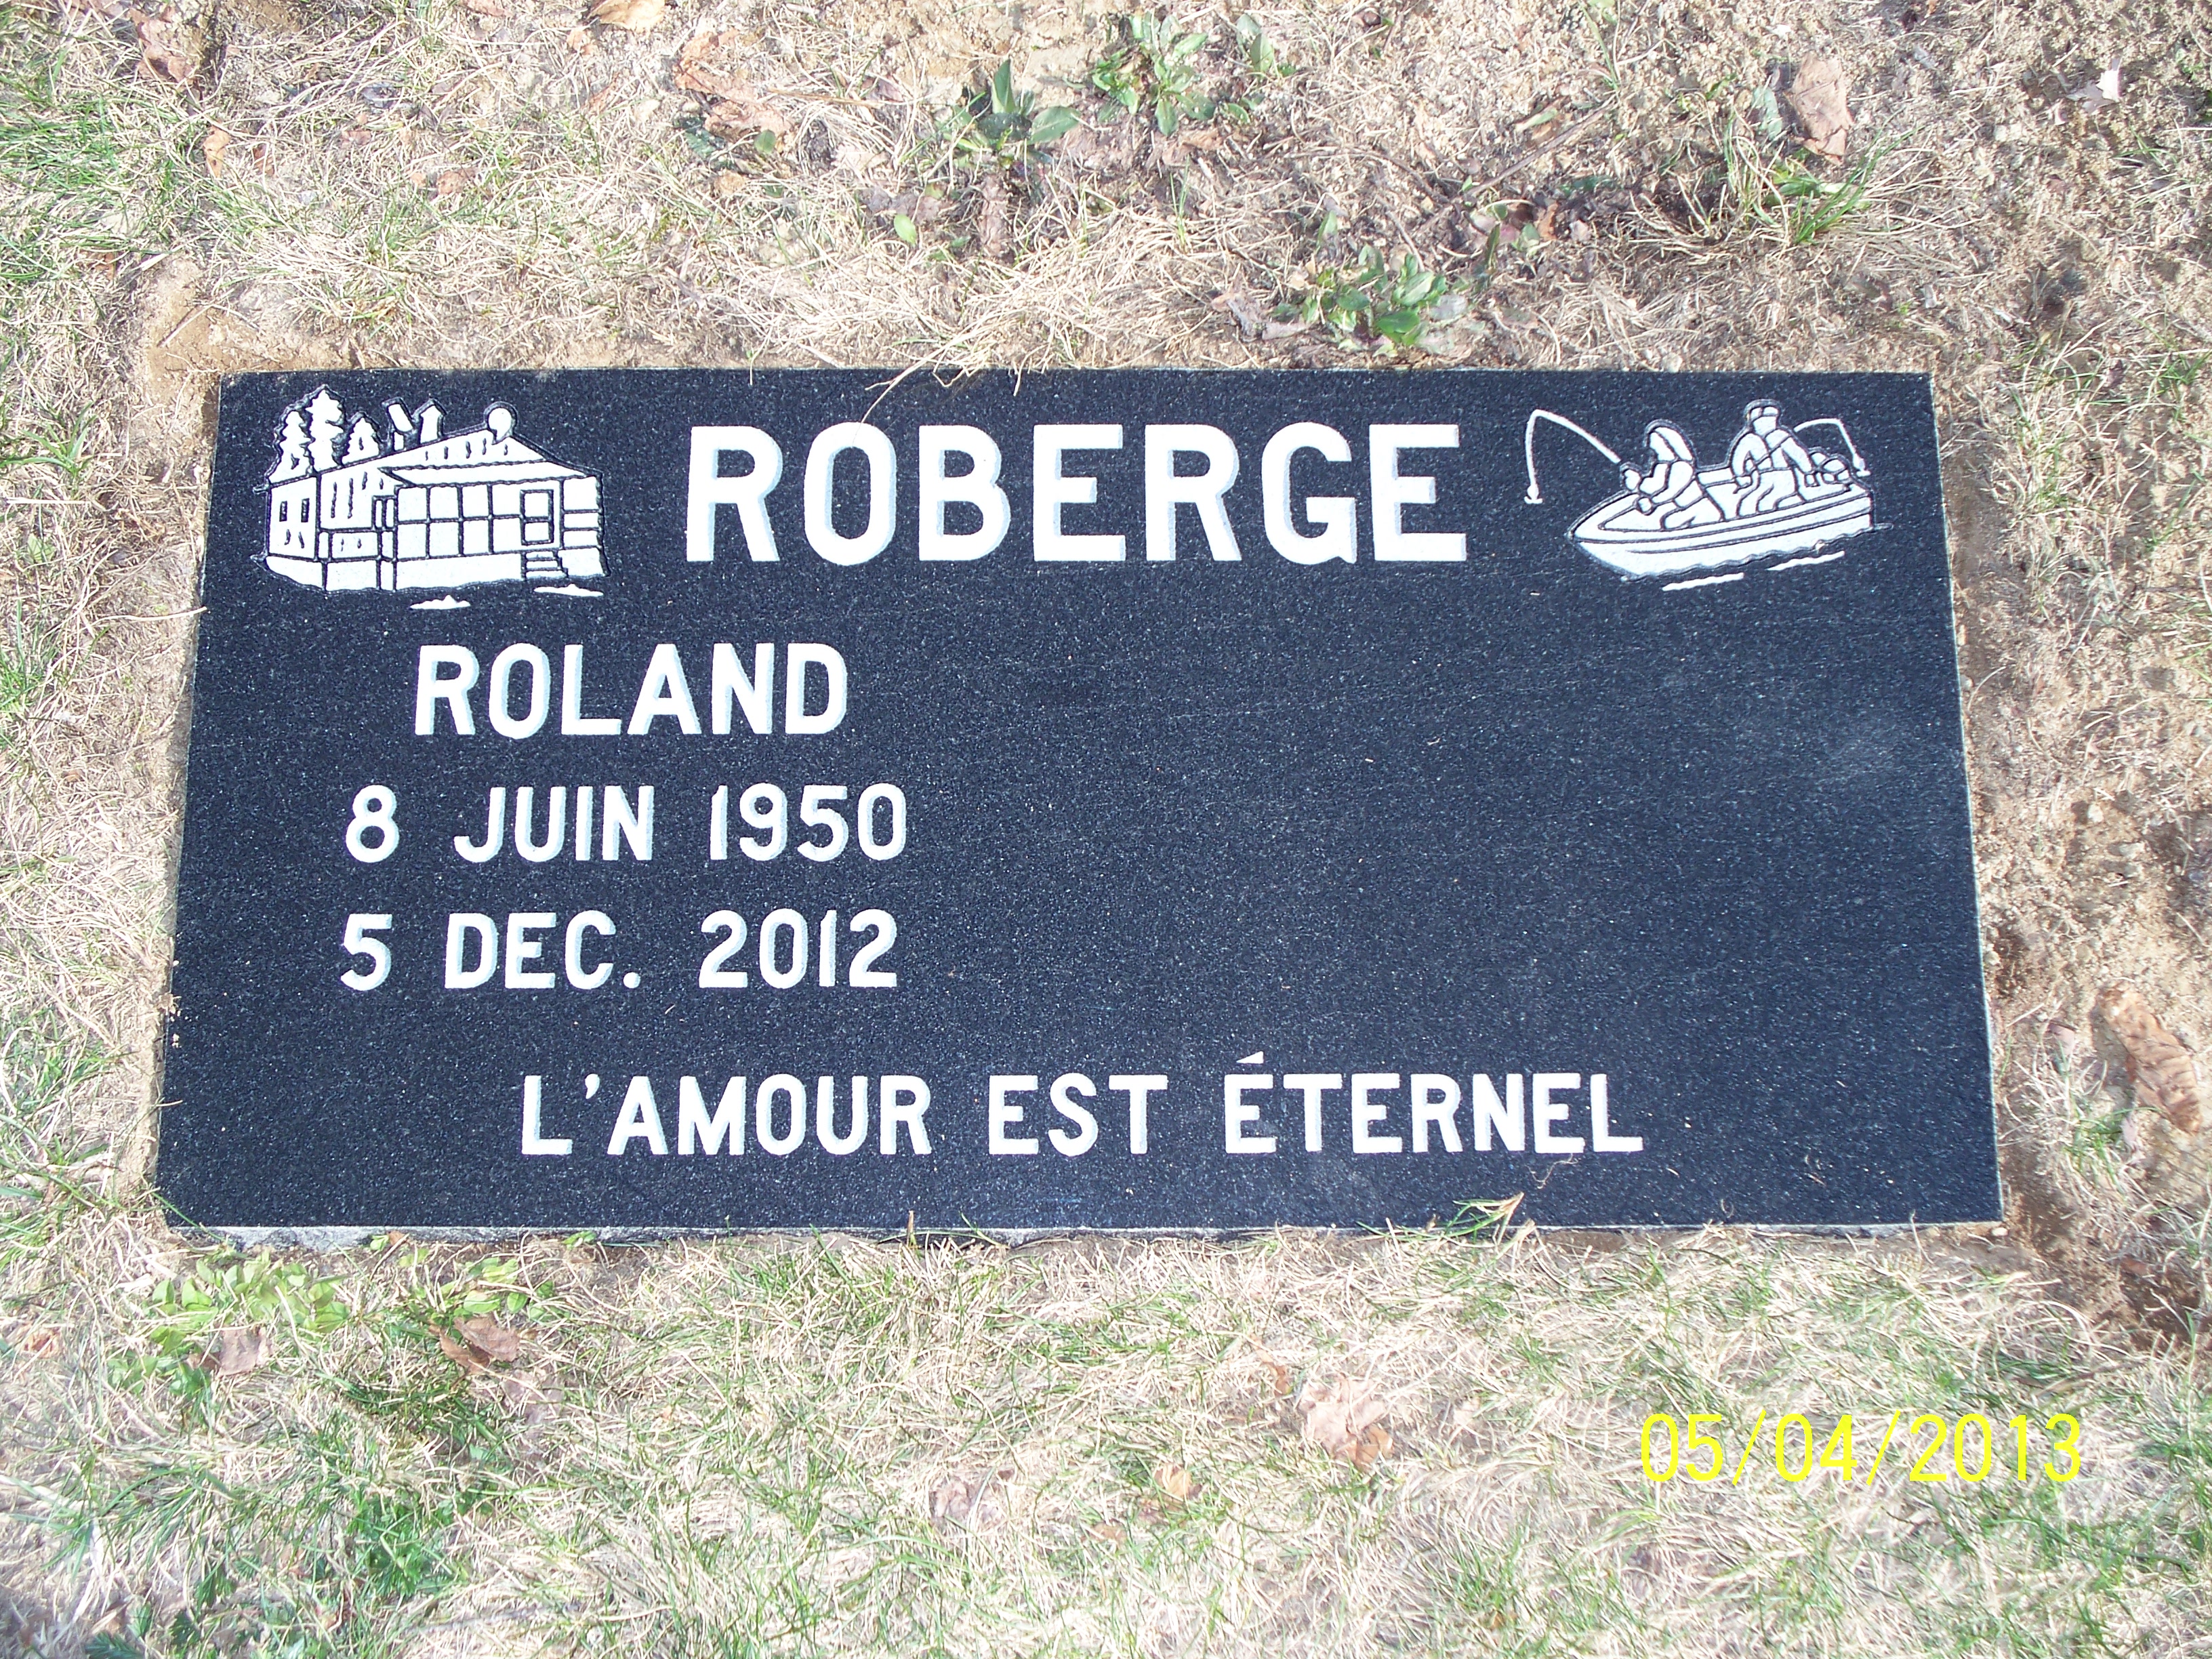 ROBERGE
ROLAND
8 JUIN 1950
5 DEC. 2012
L'AMOUR EST ÉTERNEL
05/04/2013